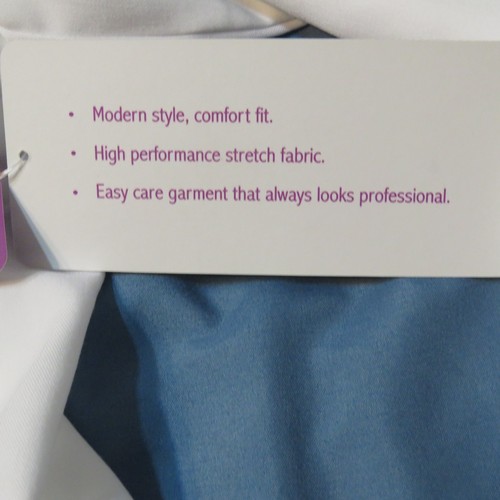 • Modern style, comfort fit.
• High performance stretch fabric.
• Easy care garment that always looks professional.